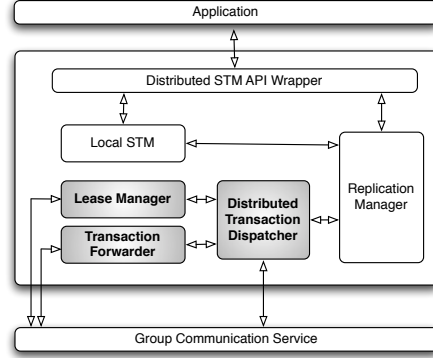 Application
Distributed STM API Wrapper
Local STM
Replication
Manager
Lease Manager
Distributed
Transaction
Dispatcher
Transaction
Forwarder
Group Communication Service